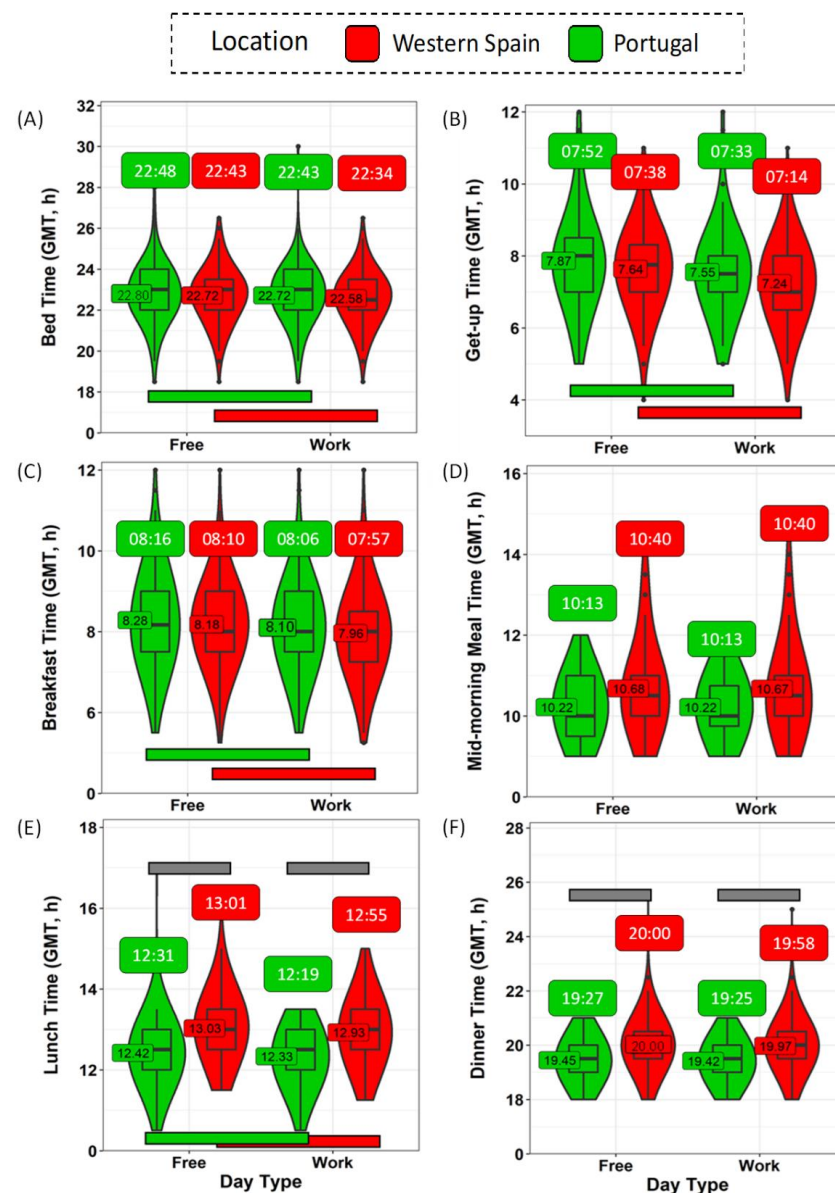 Location Western Spain Portugal
(A)
Bed Time (GMT, h)
32
30
28
26
24
23
22
20
18
0
22:48 22:43 22:43 22:34
22.80 22.72 22.72 22.58
Free Work
(B)
Get-up Time (GMT, h)
12
10
8
6
4
07:52 07:38 07:33 07:14
7.87 7.64 7.55 7.24
Free Work
(C)
Breakfast Time (GMT, h)
12
10
8
6
0
08:16 08:10 08:06 07:57
8.28 8.18 8.10 7.96
Free Work
(D)
Mid-morning Meal Time (GMT, h)
16
14
12
10
0
10:13 10:40 10:13 10:40
10.22 10.68 10.22 10.67
Free Work
(E)
Lunch Time (GMT, h)
18
16
14
12
0
12:31 13:01 12:19 12:55
12.42 13.03 12.33 12.93
Free Work
Day Type
(F)
Dinner Time (GMT, h)
28
26
24
22
20
18
0
19:27 20:00 19:25 19:58
19.45 20.00 19.42 19.97
Free Work
Day Type